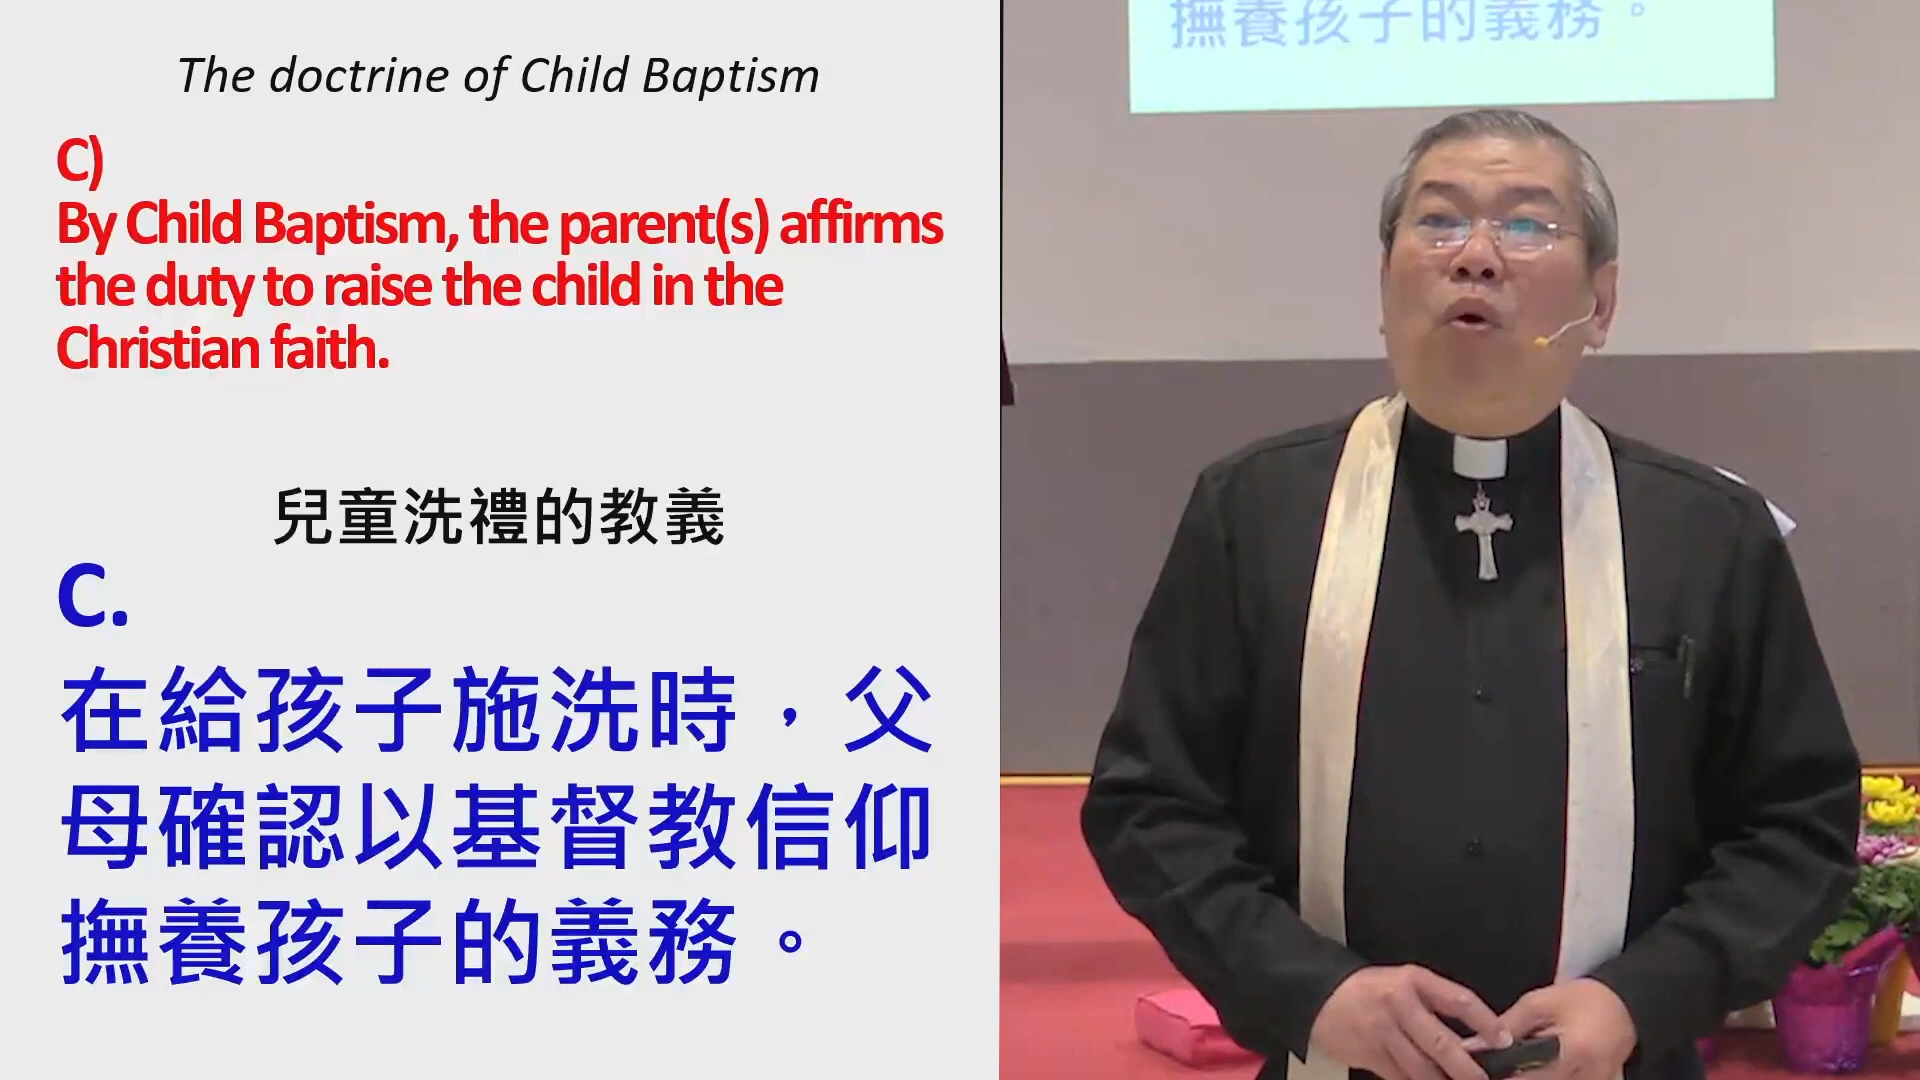 The doctrine of Child Baptism
C)
By Child Baptism, the parent(s) affirms
the duty to raise the child in the
Christian faith.
兒童洗禮的教義
C.
在給孩子施洗時，父
母確認以基督教信仰
撫養孩子的義務。
撫養孩子的義務。